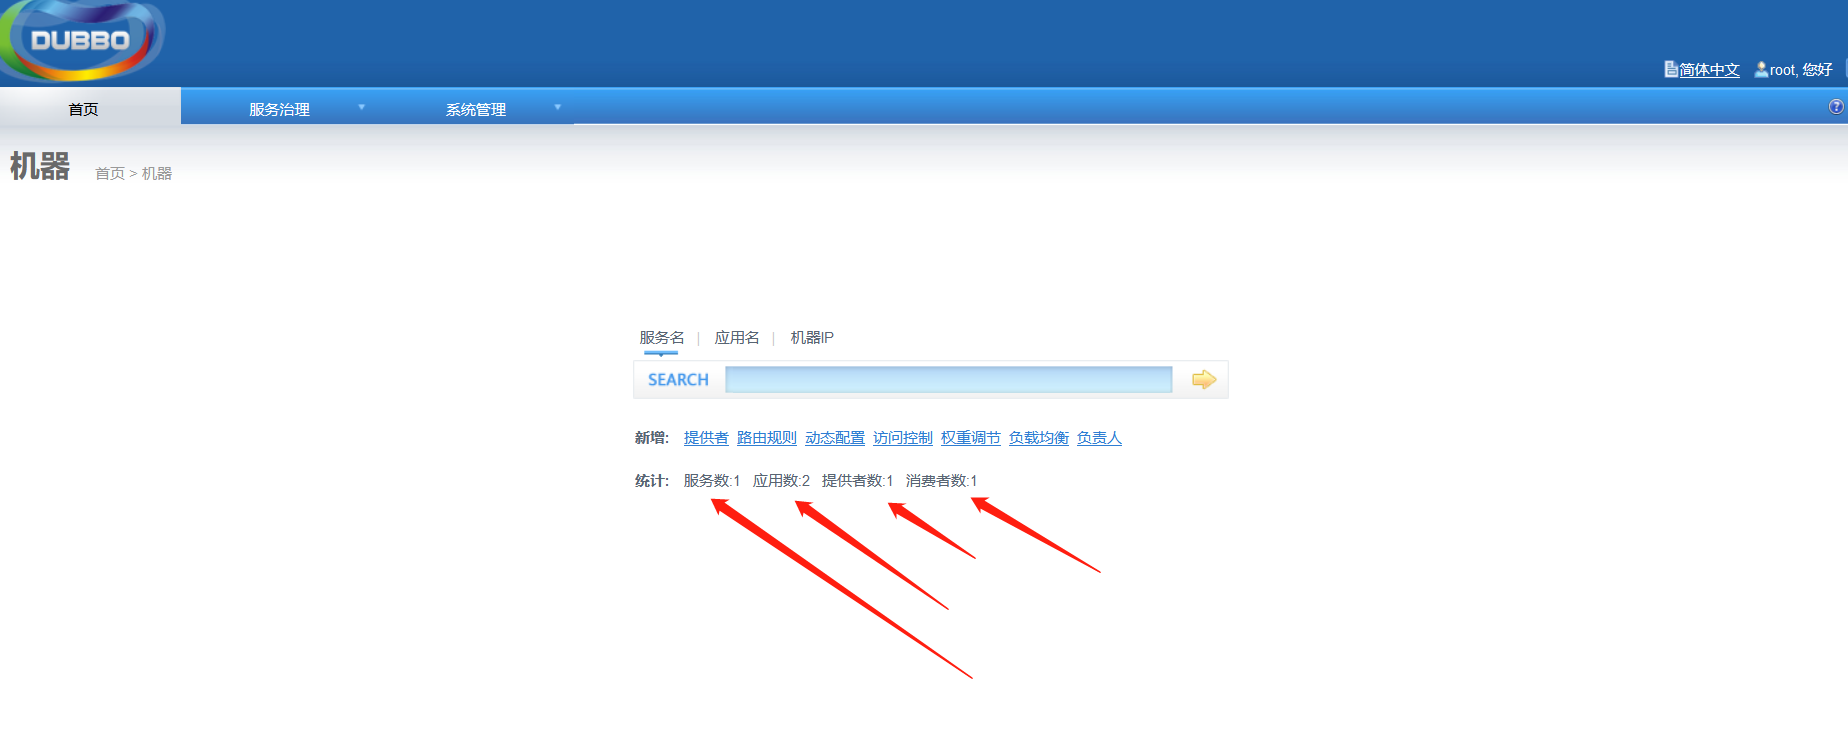 DUBBO
简体中文 root, 您好
首页 服务治理 系统管理
机器 首页 > 机器
服务名 | 应用名 | 机器IP
SEARCH
新增: 提供者 路由规则 动态配置 访问控制 权重调节 负载均衡 负责人
统计: 服务数:1 应用数:2 提供者数:1 消费者数:1